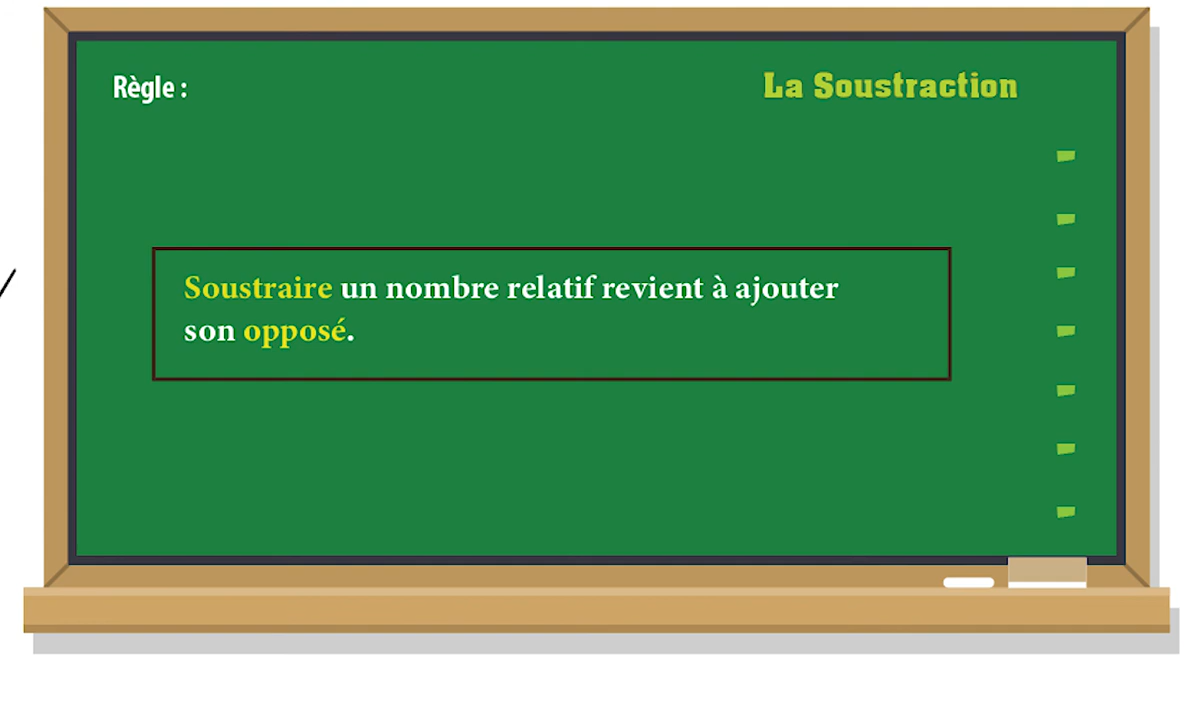 Règle :
La Soustraction
Soustraire un nombre relatif revient à ajouter
son opposé.